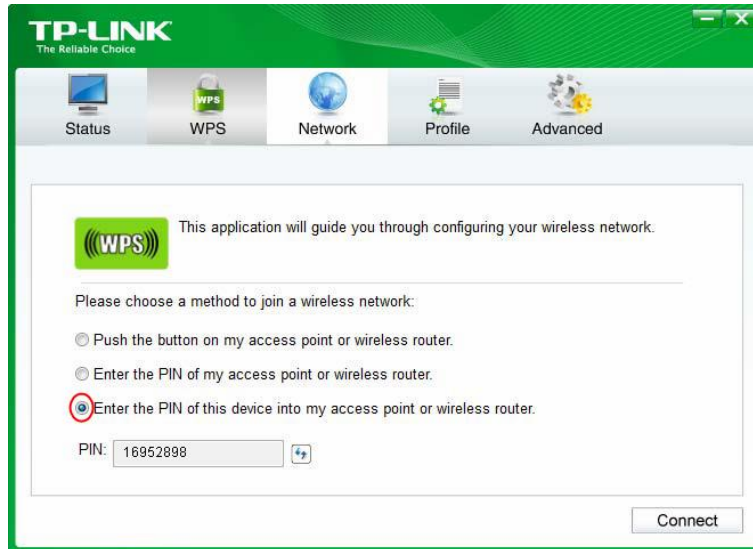 TP-LINK
The Reliable Choice
WPS
Status WPS Network Profile Advanced
WPS
This application will guide you through configuring your wireless network.
Please choose a method to join a wireless network:
Push the button on my access point or wireless router.
Enter the PIN of my access point or wireless router.
Enter the PIN of this device into my access point or wireless router.
PIN: 16952898
Connect